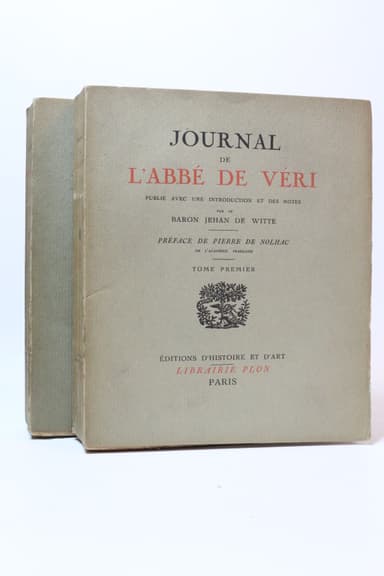 JOURNAL
DE
L'ABBÉ DE VÉRI
PUBLIÉ AVEC UNE INTRODUCTION ET DES NOTES
PAR LE
BARON JEHAN DE WITTE
PRÉFACE DE PIERRE DE NOLHAC
DE L'ACADÉMIE FRANÇAISE
TOME PREMIER
ÉDITIONS D'HISTOIRE ET D'ART
LIBRAIRIE PLON
PARIS